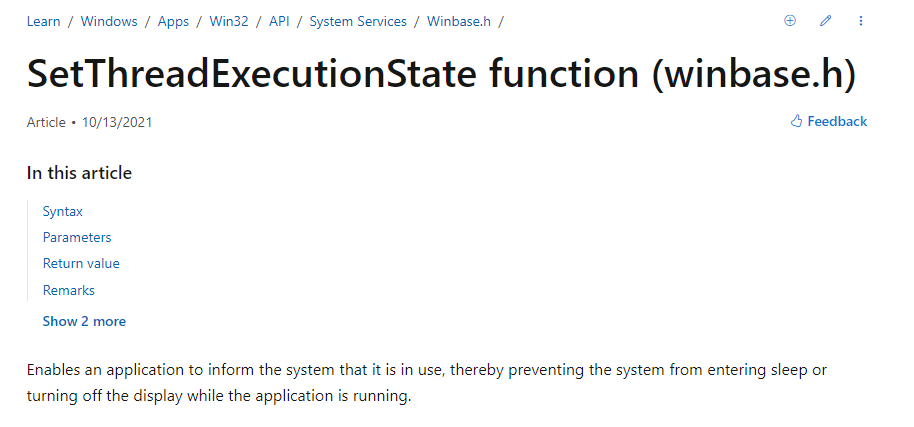 Learn / Windows / Apps / Win32 / API / System Services / Winbase.h /
SetThreadExecutionState function (winbase.h)
Article • 10/13/2021
Feedback
In this article
Syntax
Parameters
Return value
Remarks
Show 2 more
Enables an application to inform the system that it is in use, thereby preventing the system from entering sleep or
turning off the display while the application is running.